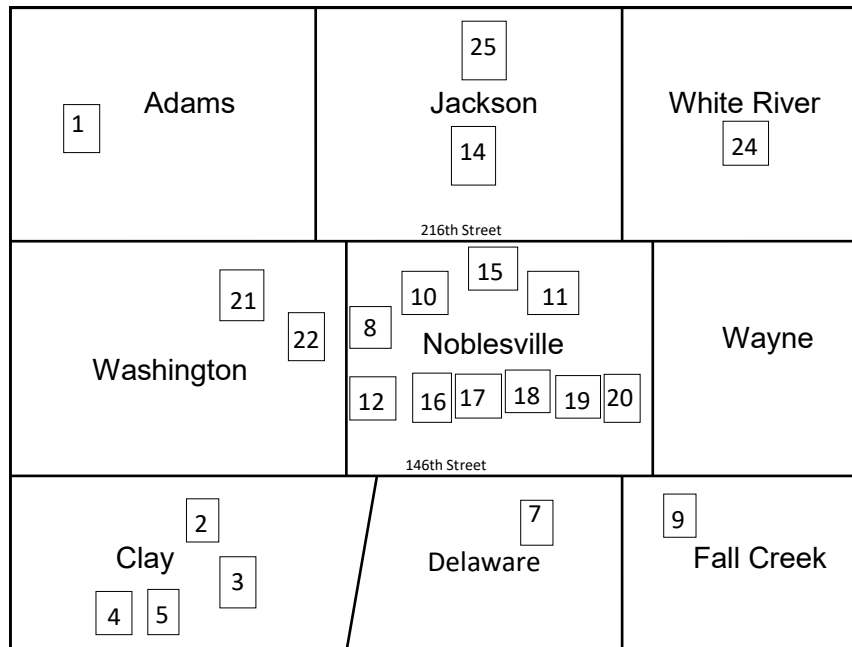 25
Adams
Jackson
White River
1
14
24
216th Street
21
10
15
11
8
22
Noblesville
Wayne
Washington
12
16
17
18
19
20
146th Street
2
7
9
Clay
Delaware
Fall Creek
3
4
5